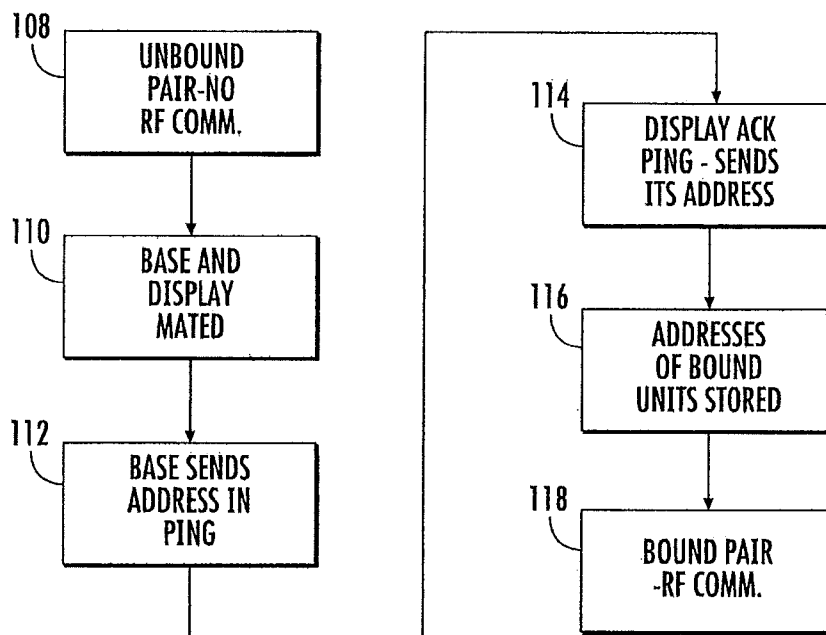 108
UNBOUND
PAIR-NO
RF COMM.
110
BASE AND
DISPLAY
MATED
112
BASE SENDS
ADDRESS IN
PING
114
DISPLAY ACK
PING - SENDS
ITS ADDRESS
116
ADDRESSES
OF BOUND
UNITS STORED
118
BOUND PAIR
-RF COMM.